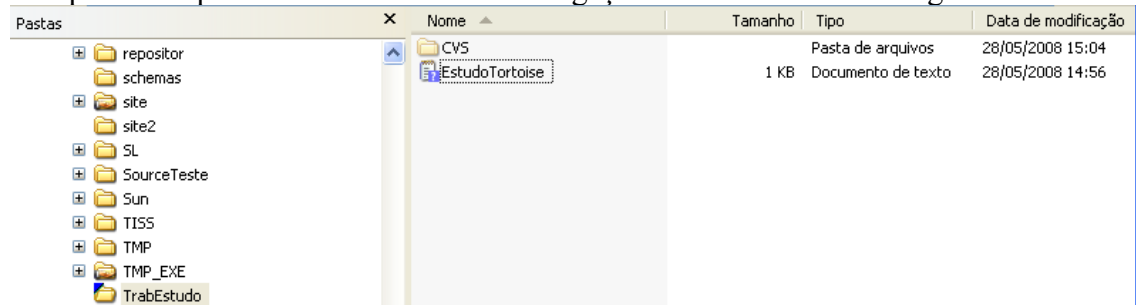 Pastas
Nome Tamanho Tipo Data de modificação
repositor
schemas
site
site2
SL
SourceTeste
Sun
TISS
TMP
TMP_EXE
TrabEstudo
CVS Pasta de arquivos 28/05/2008 15:04
EstudoTortoise 1 KB Documento de texto 28/05/2008 14:56